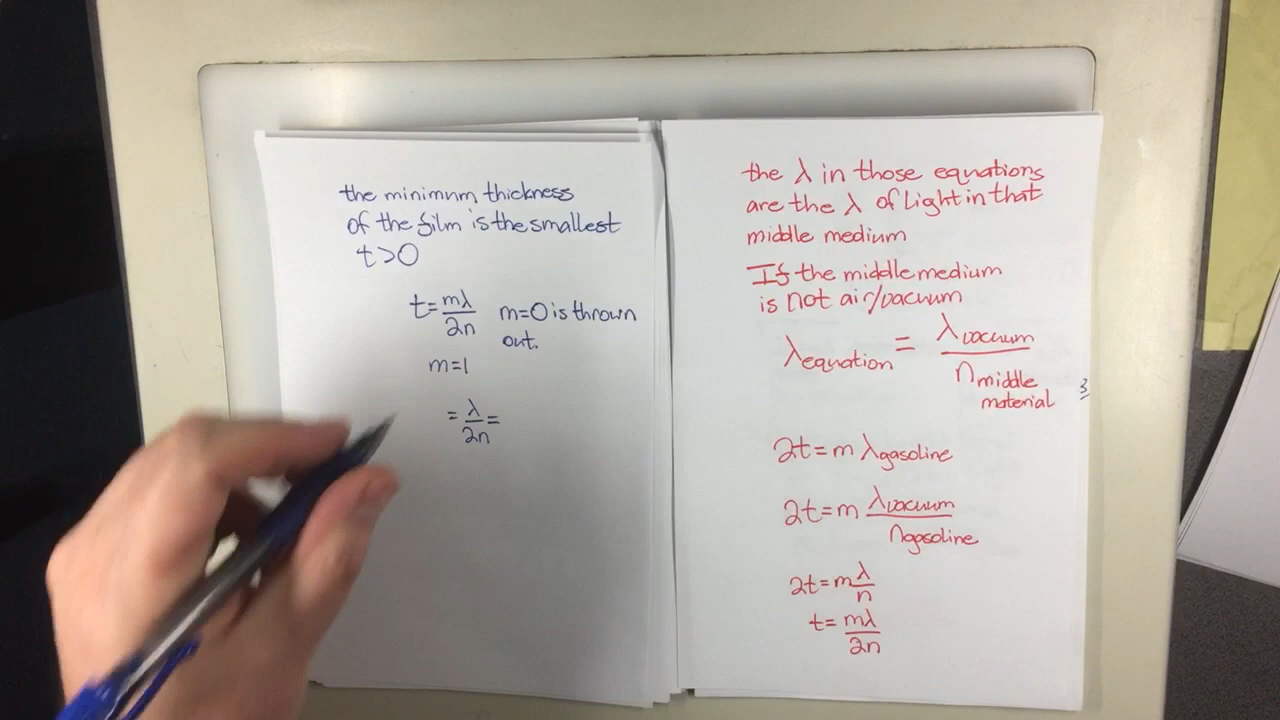 the minimum thickness
of the film is the smallest
t>0
t=mλ/2n m=0 is thrown
out.
m=1
=λ/2n=
the λ in those equations
are the λ of light in that
middle medium
If the middle medium
is not air/vacuum
λequation = λvacuum/nmiddle material
3
2t=m λgasoline
2t=m λvacuum/ngasoline
2t=m λ/n
t=mλ/2n